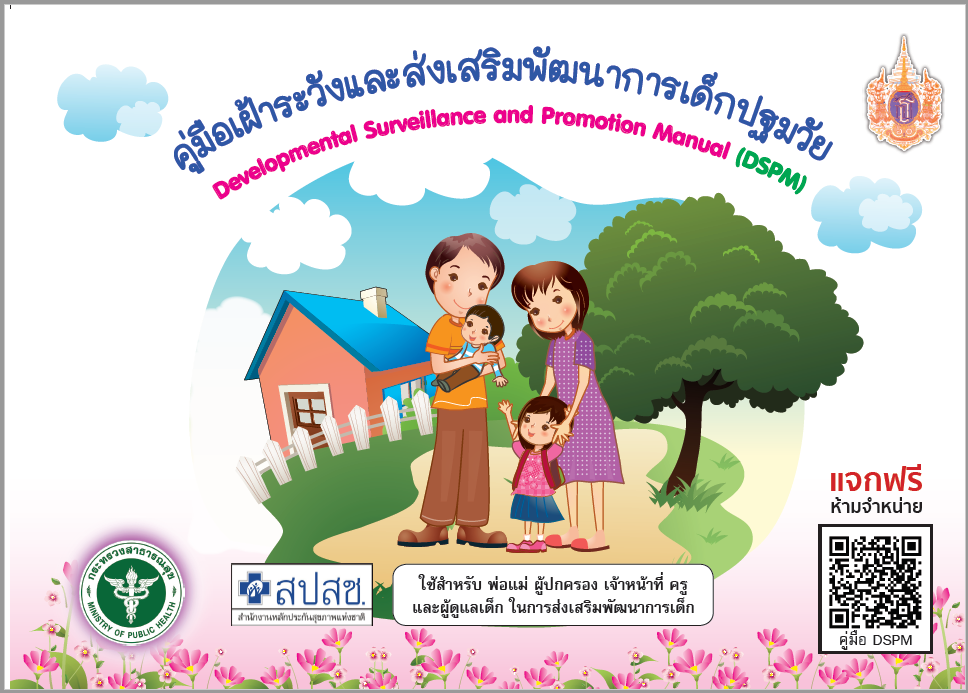 คู่มือเฝ้าระวังและส่งเสริมพัฒนาการเด็กปฐมวัย
Developmental Surveillance and Promotion Manual (DSPM)
แจกฟรี
ห้ามจำหน่าย
กระทรวงสาธารณสุข
MINISTRY OF PUBLIC HEALTH
สปสช.
สำนักงานหลักประกันสุขภาพแห่งชาติ
ใช้สำหรับ พ่อแม่ ผู้ปกครอง เจ้าหน้าที่ ครู
และผู้ดูแลเด็ก ในการส่งเสริมพัฒนาการเด็ก
คู่มือ DSPM